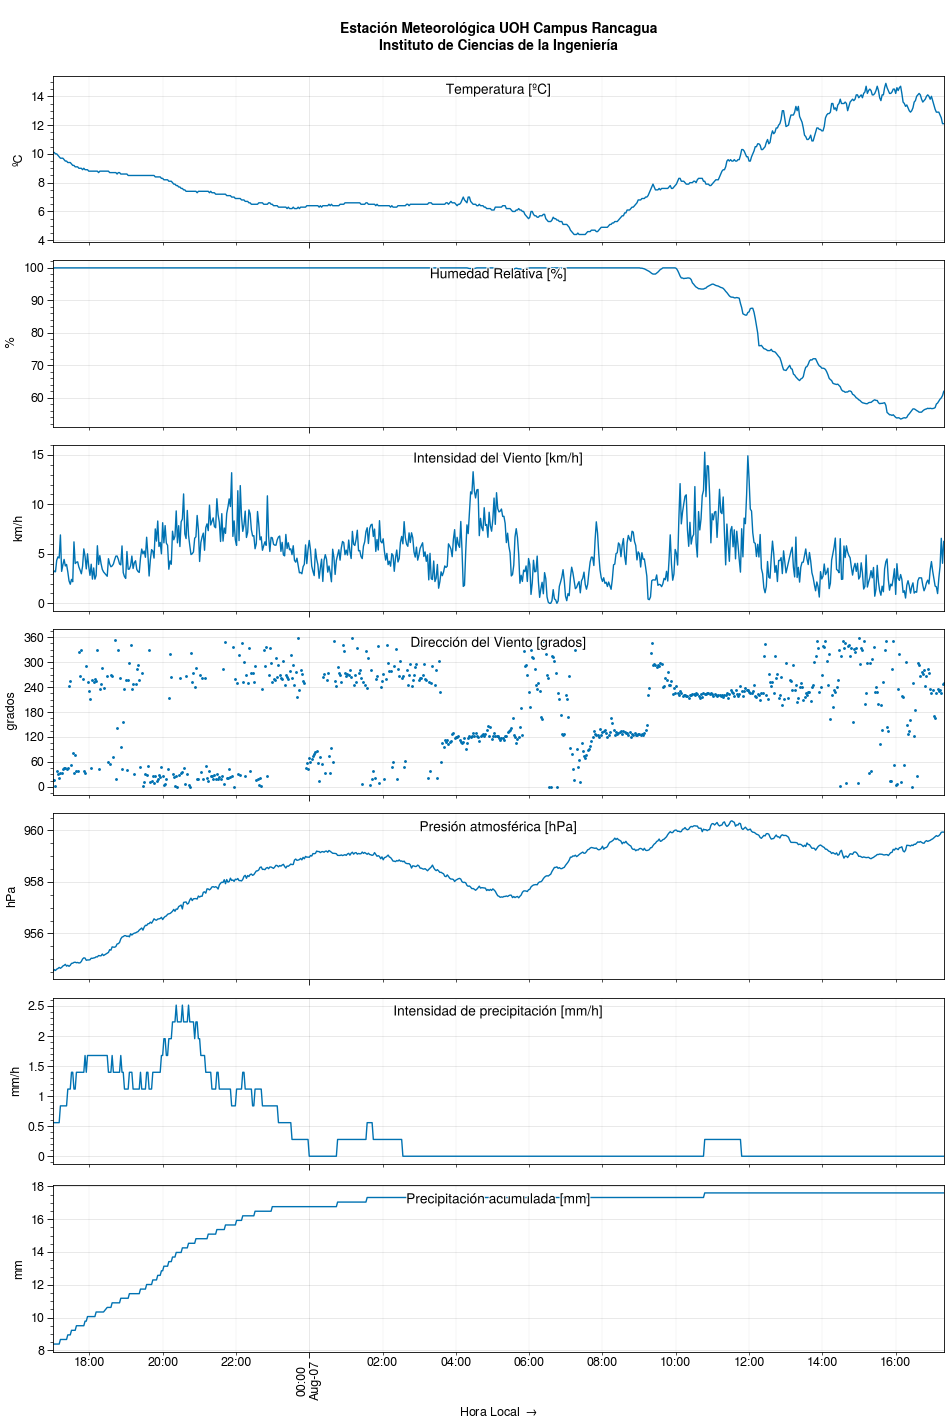 Estación Meteorológica UOH Campus Rancagua
Instituto de Ciencias de la Ingeniería
Temperatura [ºC]
14
12
10
8
6
4
ºC
Humedad Relativa [%]
100
90
80
70
60
%
Intensidad del Viento [km/h]
15
10
5
0
km/h
Dirección del Viento [grados]
360
300
240
180
120
60
0
grados
Presión atmosférica [hPa]
960
958
956
hPa
Intensidad de precipitación [mm/h]
2.5
2
1.5
1
0.5
0
mm/h
Precipitación acumulada [mm]
18
16
14
12
10
8
mm
18:00 20:00 22:00 00:00 02:00 04:00 06:00 08:00 10:00 12:00 14:00 16:00
Aug-07
Hora Local →